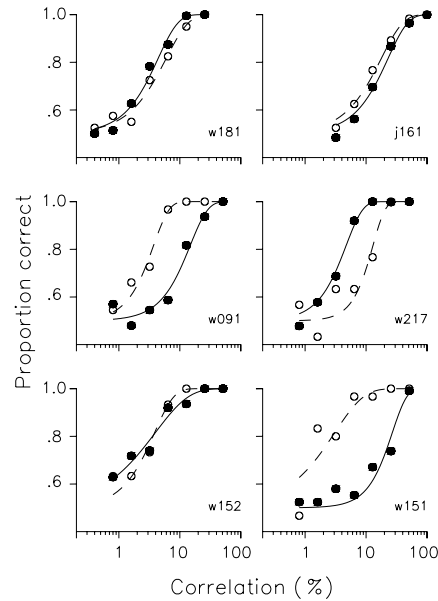 1.0
.8
.6
w181
j161
Proportion correct
1.0
.8
.6
w091
w217
1.0
.8
.6
w152
w151
1 10 100
1 10 100
Correlation (%)